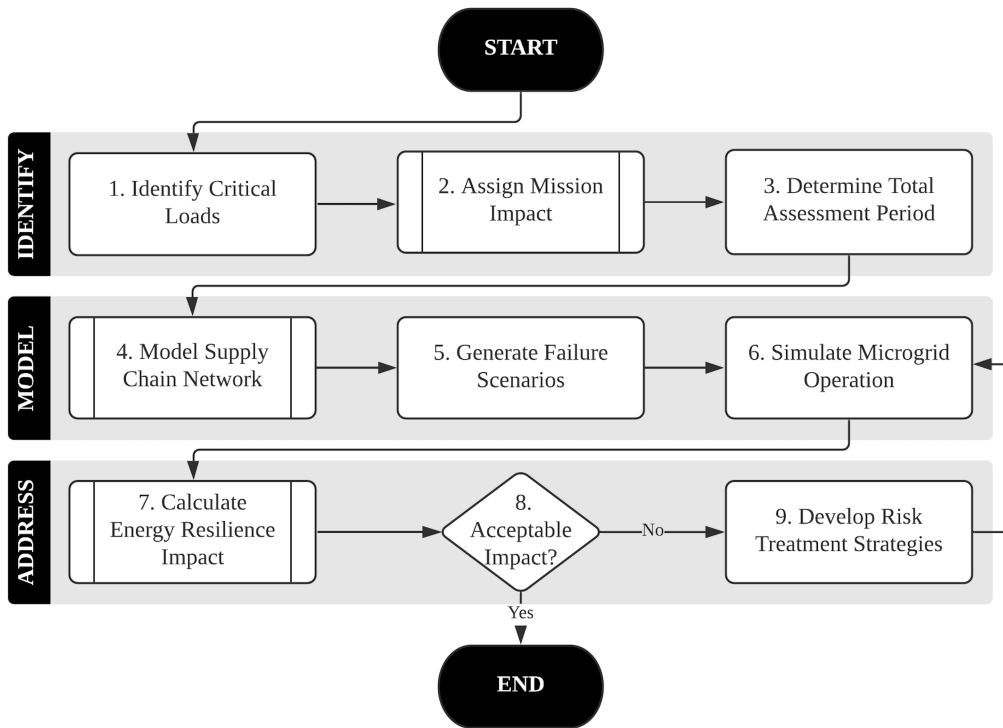 START
IDENTIFY
1. Identify Critical
Loads
2. Assign Mission
Impact
3. Determine Total
Assessment Period
MODEL
4. Model Supply
Chain Network
5. Generate Failure
Scenarios
6. Simulate Microgrid
Operation
ADDRESS
7. Calculate
Energy Resilience
Impact
8.
Acceptable
Impact?
No
9. Develop Risk
Treatment Strategies
Yes
END